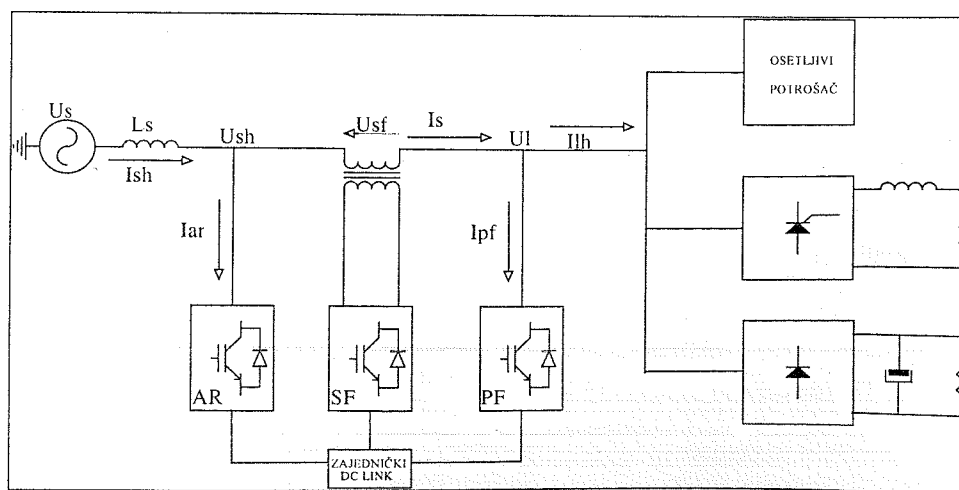 OSETLJIVI
POTROŠAČ
Us
Ls
Ush
Usf
Is
Ul
Ilh
Ish
Iar
Ipf
AR
SF
PF
ZAJEDNIČKI
DC LINK